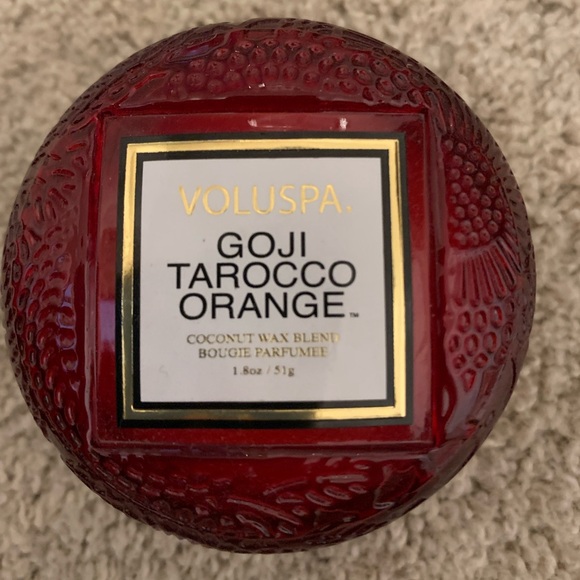 VOLUSPA.
GOJI
TAROCCO
ORANGE™
COCONUT WAX BLEND
BOUGIE PARFUMEE
1.8oz / 51g